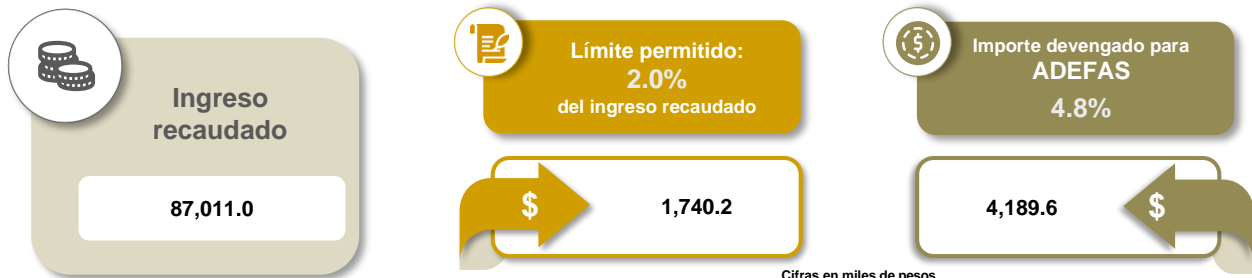 Ingreso
recaudado
87,011.0
Límite permitido:
2.0%
del ingreso recaudado
$
1,740.2
Importe devengado para
ADEFAS
4.8%
4,189.6
$
Cifras en miles de pesos